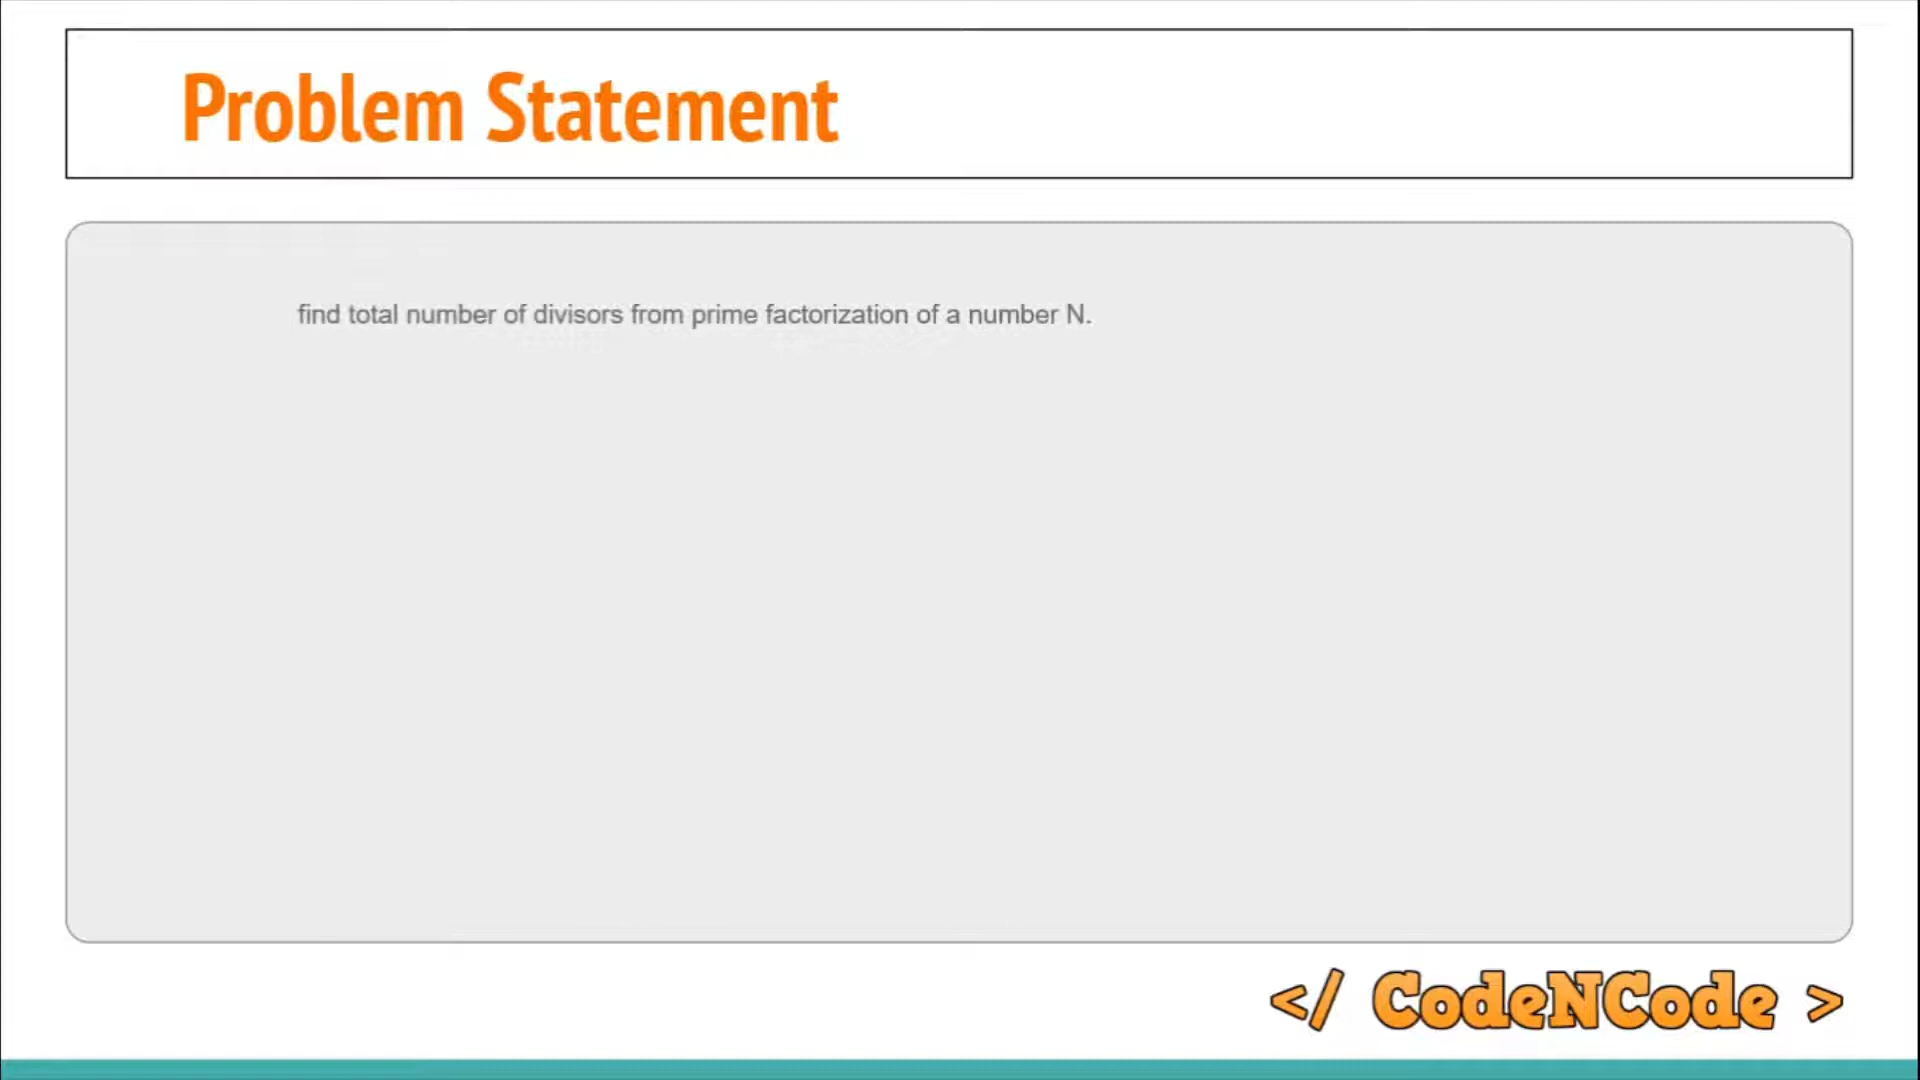 Problem Statement
find total number of divisors from prime factorization of a number N.
</ CodeNCode >